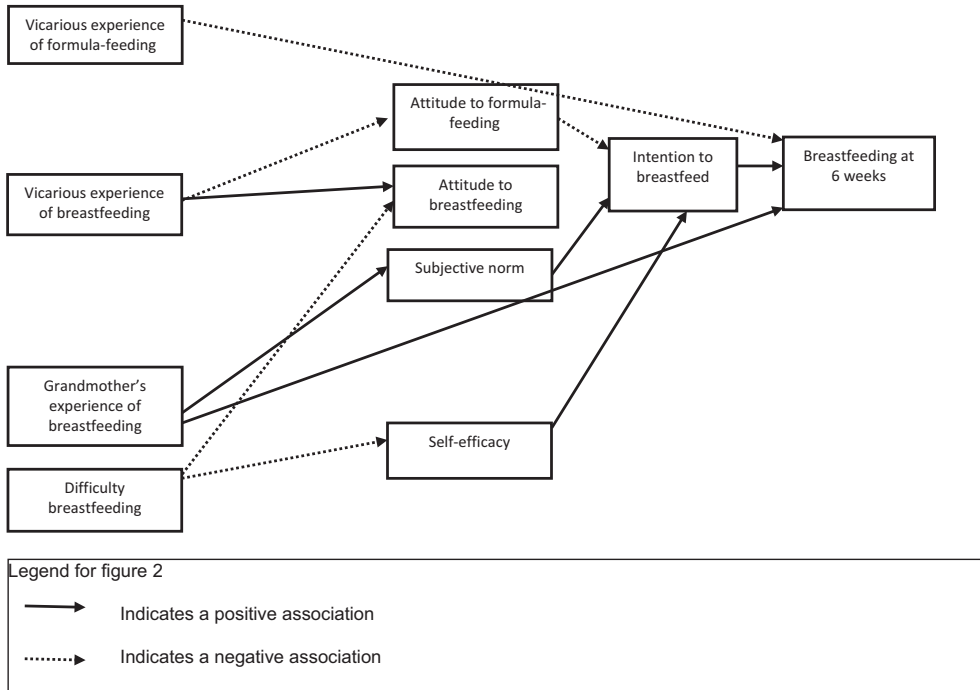 Vicarious experience
of formula-feeding
Attitude to formula-
feeding
Intention to
breastfeed
Breastfeeding at
6 weeks
Vicarious experience
of breastfeeding
Attitude to
breastfeeding
Subjective norm
Grandmother's
experience of
breastfeeding
Self-efficacy
Difficulty
breastfeeding
Legend for figure 2
Indicates a positive association
Indicates a negative association